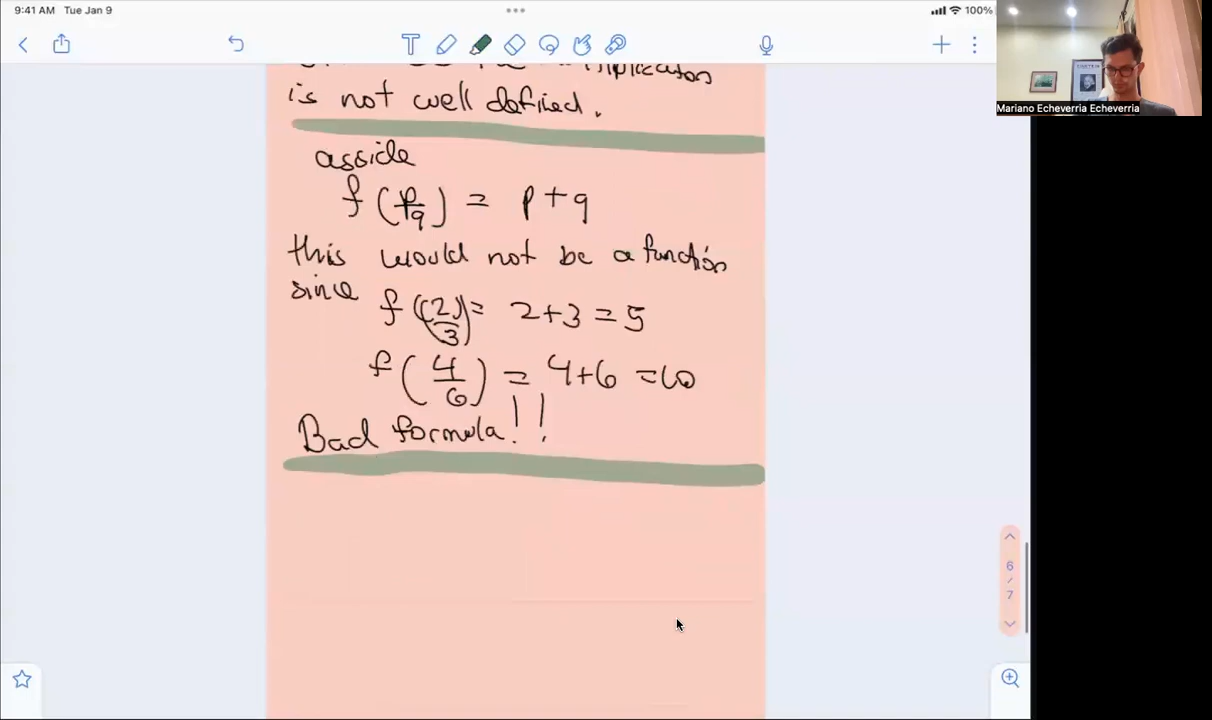 9:41 AM Tue Jan 9
100%
Mariano Echeverria Echeverria
is not well defined.
asside
f(p/q) = p+q
this would not be a function
since f(2/3) = 2+3 = 5
f(4/6) = 4+6 = 10
Bad formula!!
6
/
7